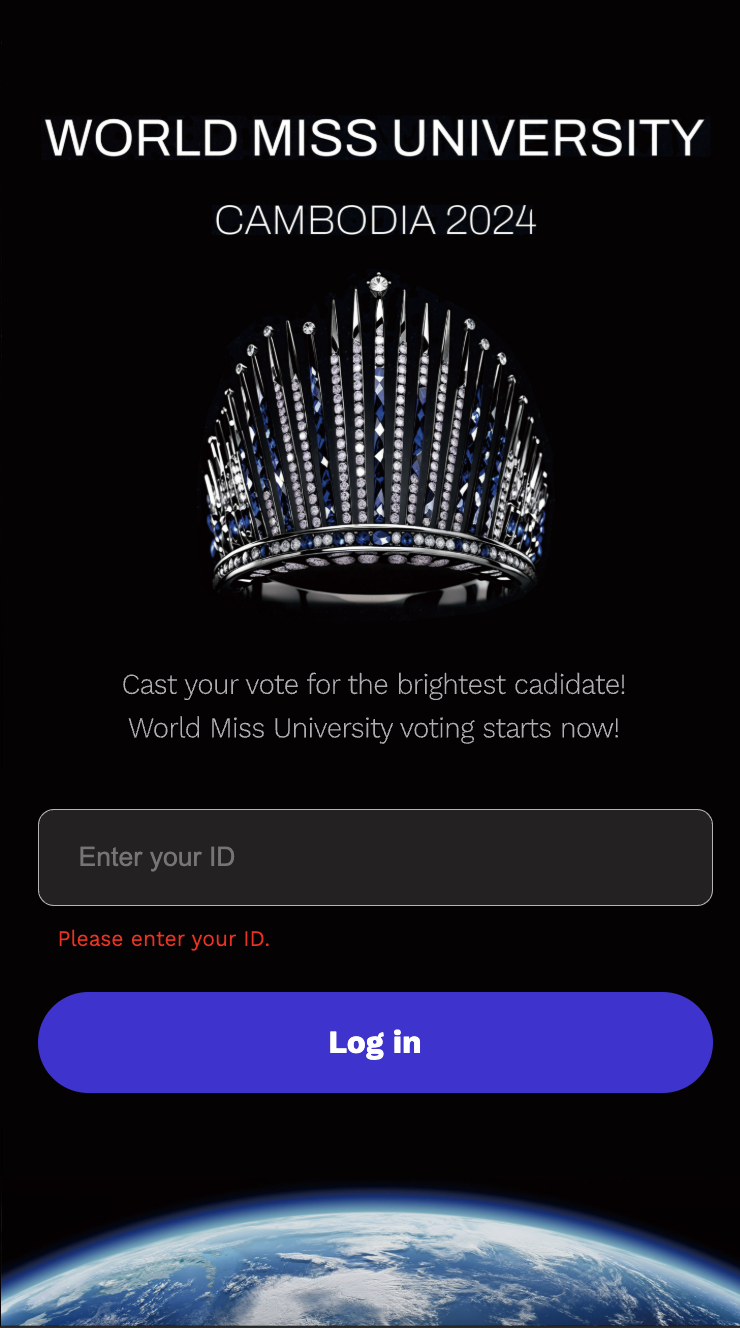 WORLD MISS UNIVERSITY
CAMBODIA 2024
Cast your vote for the brightest cadidate!
World Miss University voting starts now!
Enter your ID
Please enter your ID.
Log in